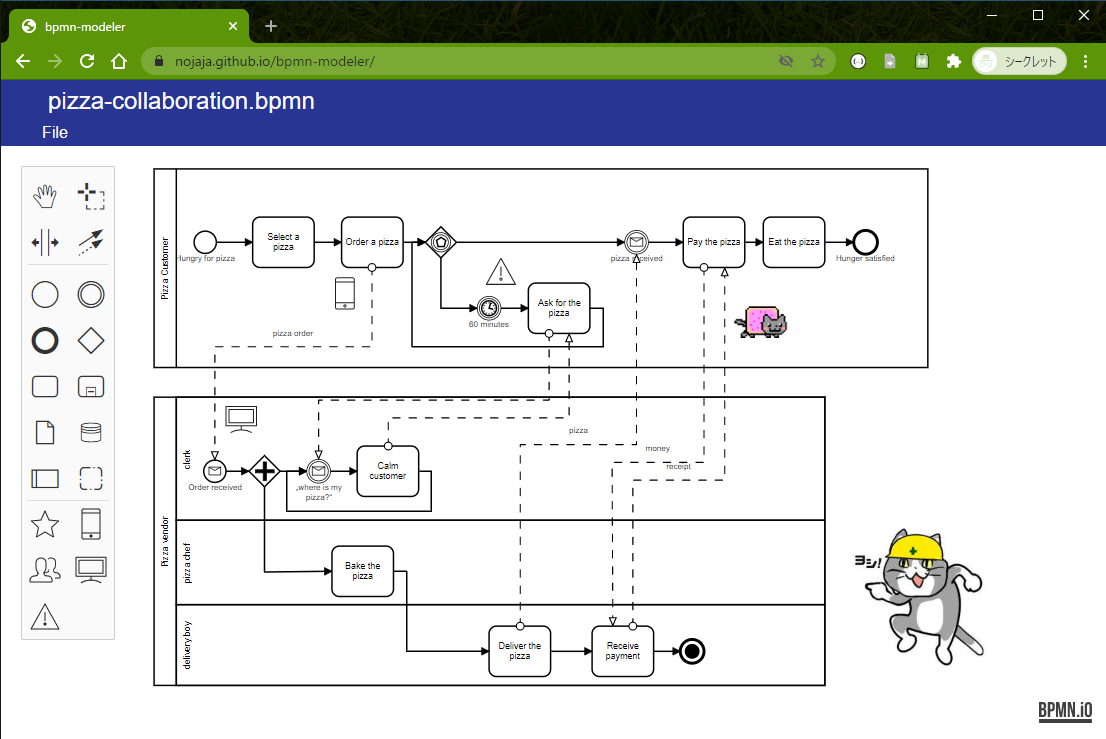 bpmn-modeler
nojaja.github.io/bpmn-modeler/
シークレット
pizza-collaboration.bpmn
File
Pizza Customer
Hungry for pizza
Select a
pizza
Order a pizza
pizza received
Pay the pizza
Eat the pizza
Hunger satisfied
60 minutes
Ask for the
pizza
pizza order
Pizza vendor
clerk
Order received
„where is my
pizza?“
Calm
customer
pizza
money
receipt
pizza chef
Bake the
pizza
delivery boy
Deliver the
pizza
Receive
payment
ヨシ!
BPMN.iO